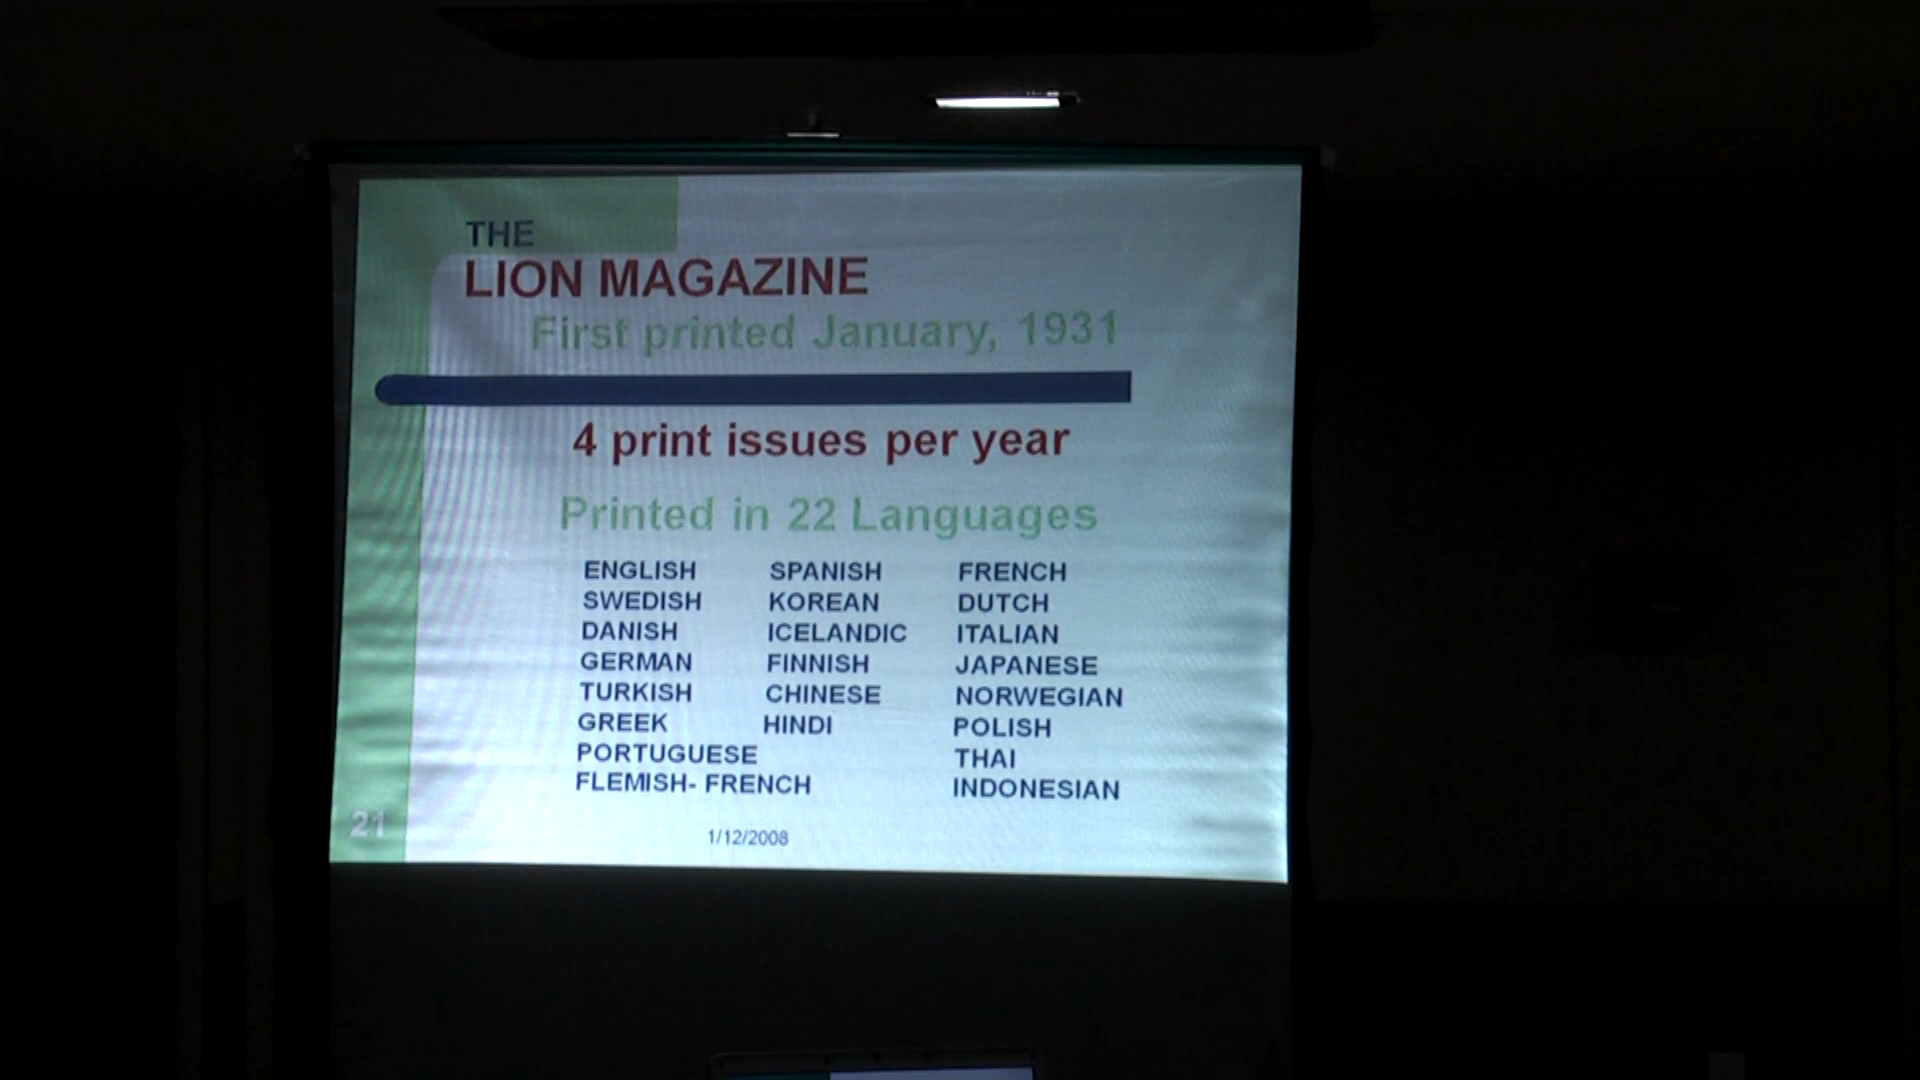 THE
LION MAGAZINE
First printed January, 1931
4 print issues per year
Printed in 22 Languages
ENGLISH SPANISH FRENCH
SWEDISH KOREAN DUTCH
DANISH ICELANDIC ITALIAN
GERMAN FINNISH JAPANESE
TURKISH CHINESE NORWEGIAN
GREEK HINDI POLISH
PORTUGUESE THAI
FLEMISH- FRENCH INDONESIAN
21 1/12/2008